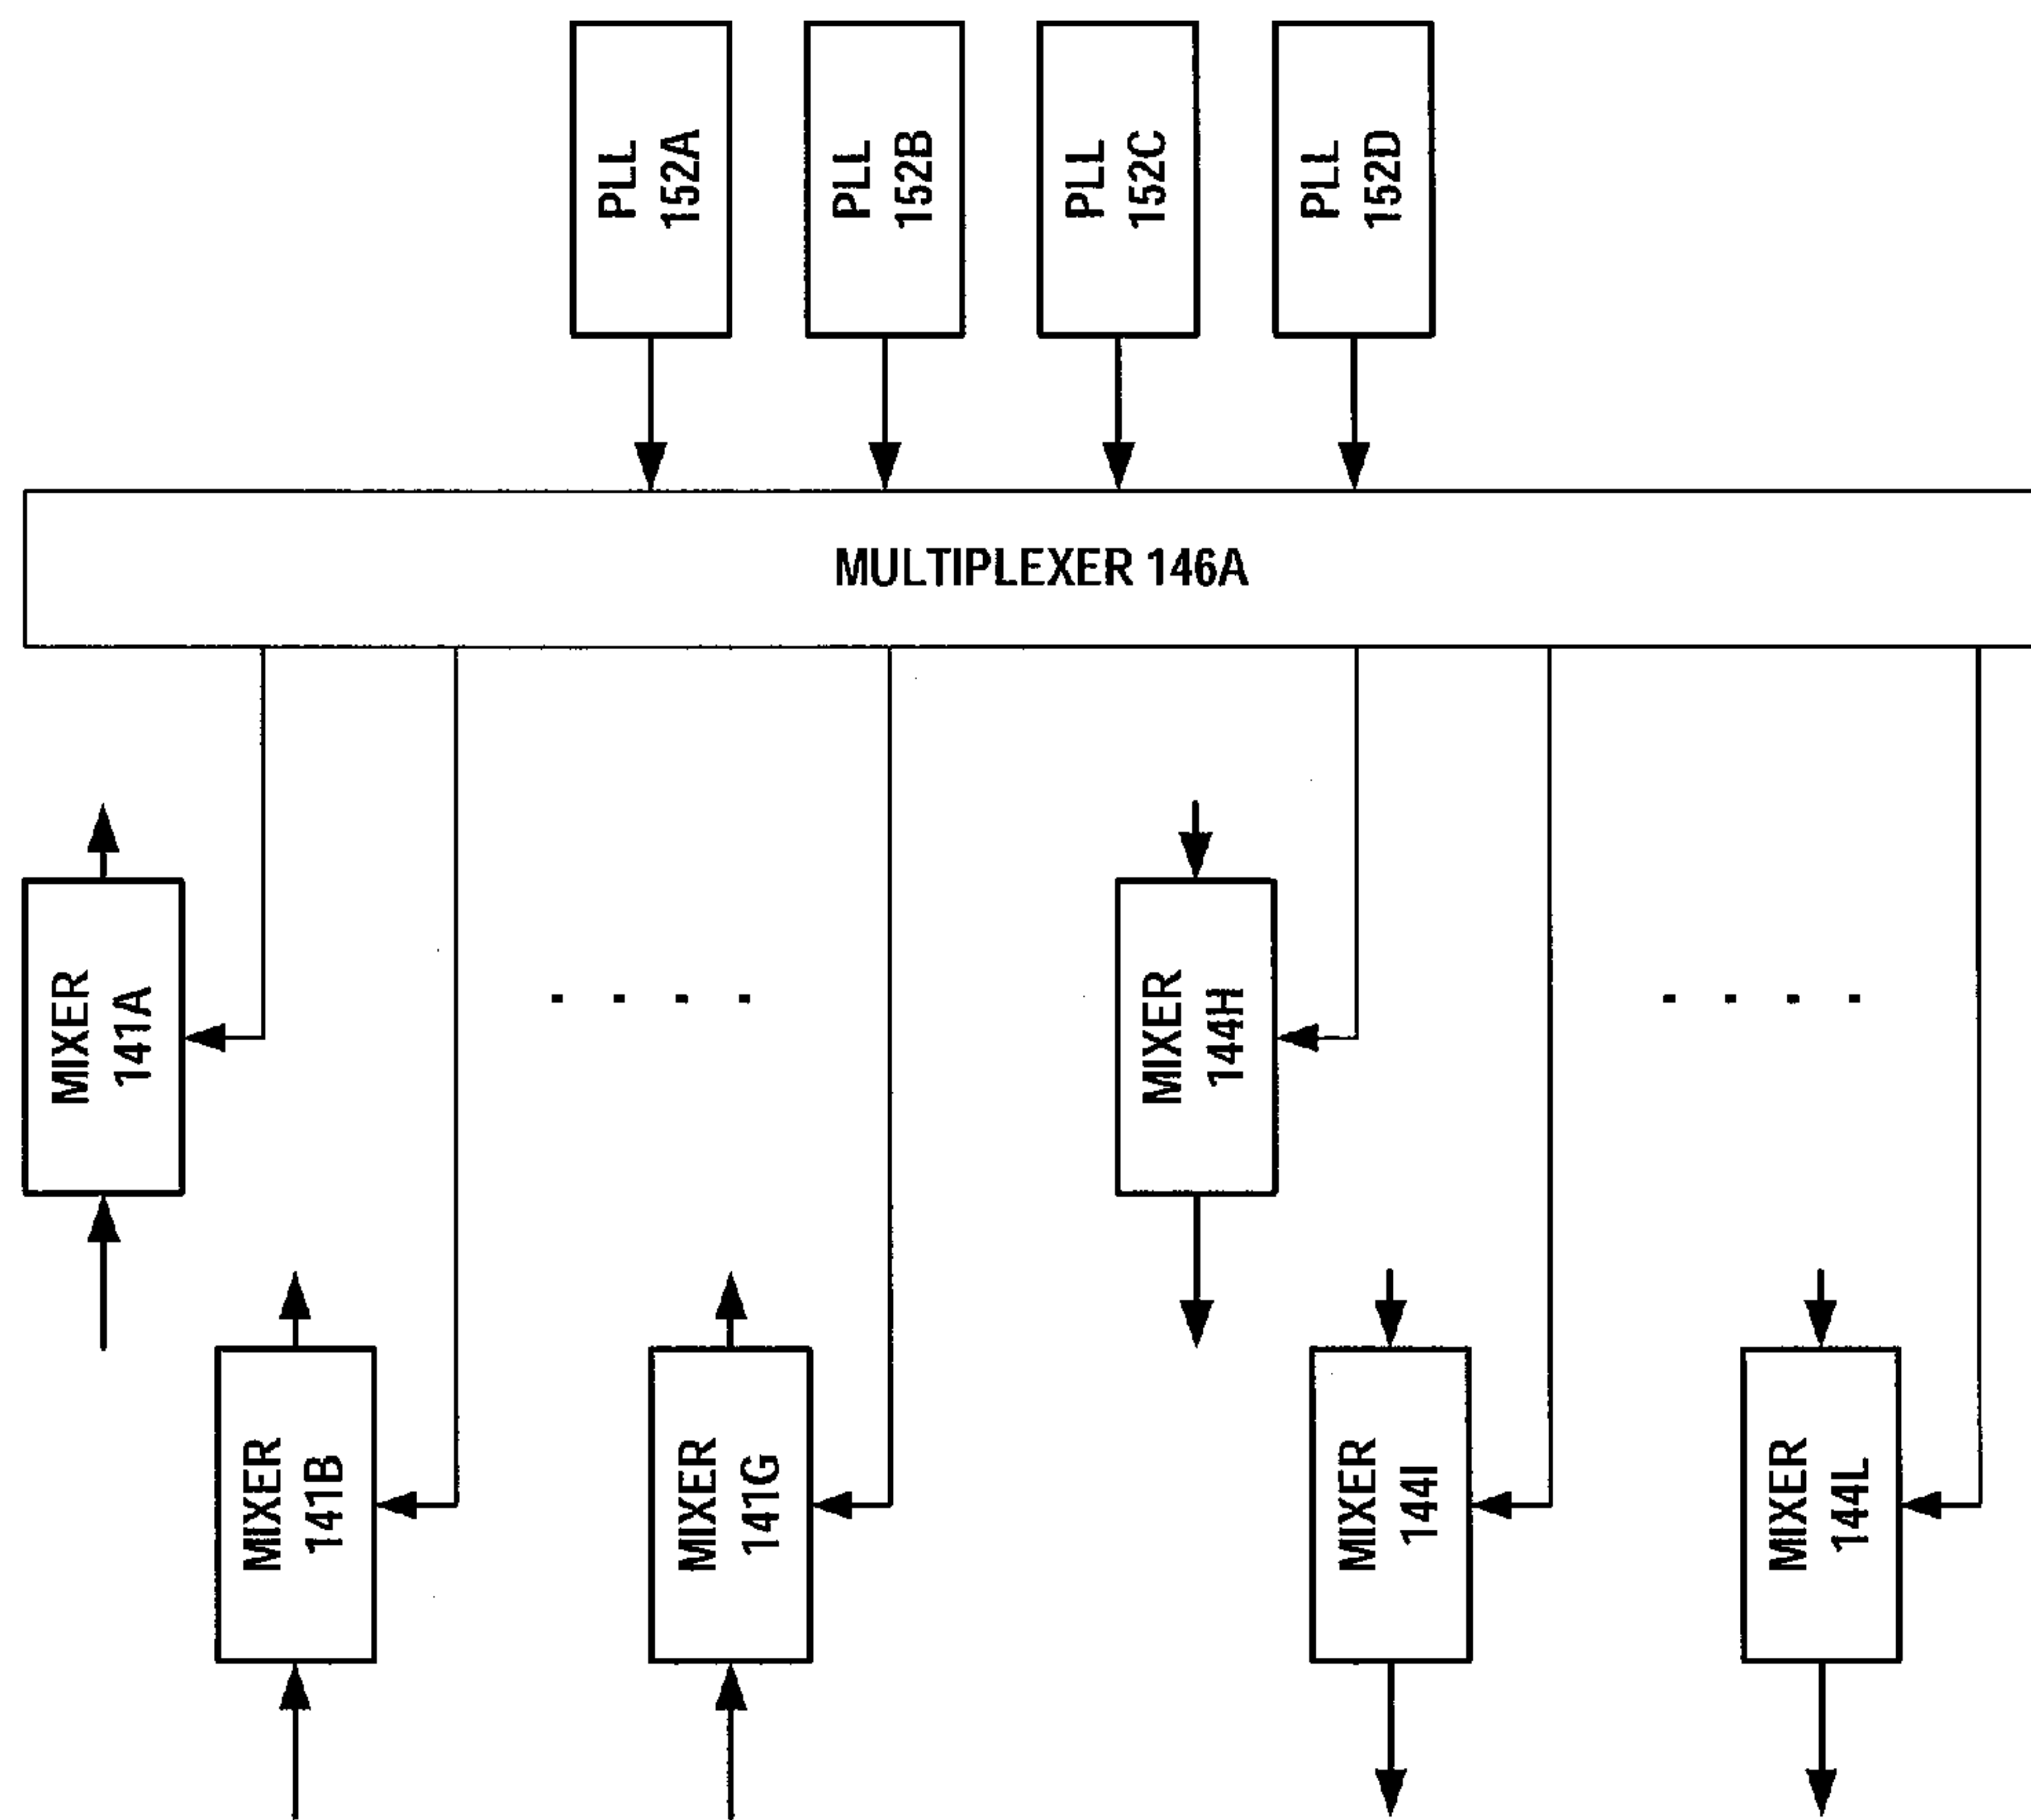 PLL
152A
PLL
152B
PLL
152C
PLL
152D
MULTIPLEXER 146A
MIXER
141A
MIXER
144H
MIXER
141B
MIXER
141G
MIXER
144I
MIXER
144L